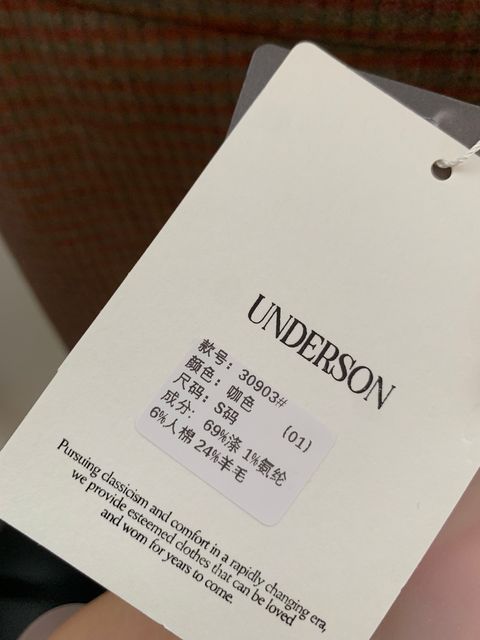 UNDERSON
款号: 30903#
颜色: 咖色
尺码: S码 (01)
成分: 69%涤 1%氨纶
6%人棉 24%羊毛
Pursuing classicism and comfort in a rapidly changing era,
we provide esteemed clothes that can be loved
and worn for years to come.